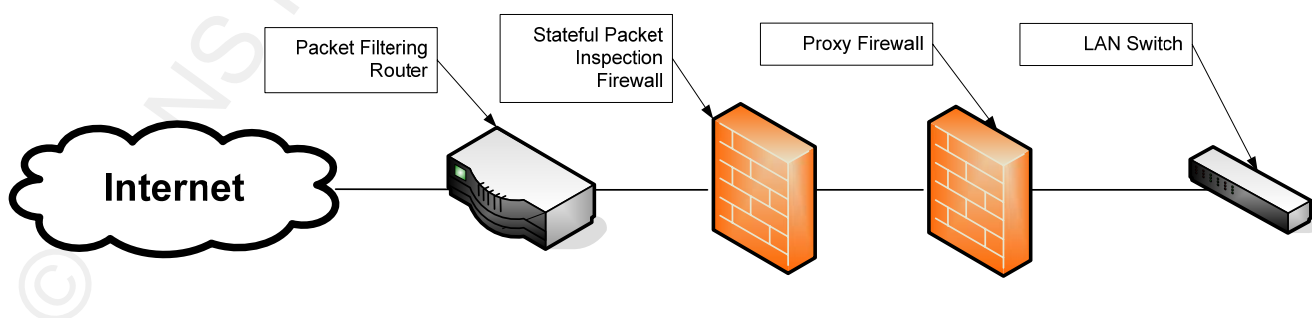 Packet Filtering
Router
Stateful Packet
Inspection
Firewall
Proxy Firewall
LAN Switch
Internet